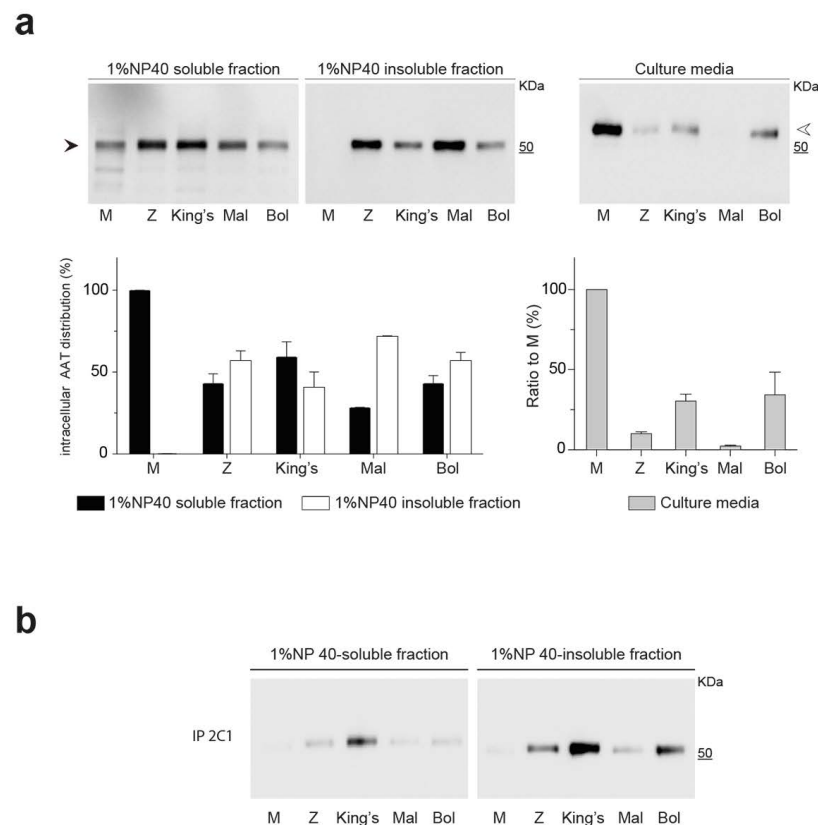 a
1%NP40 soluble fraction 1%NP40 insoluble fraction Culture media
KDa KDa
50 50
M Z King's Mal Bol M Z King's Mal Bol M Z King's Mal Bol
intracellular AAT distribution (%)
100
50
0
M Z King's Mal Bol
1%NP40 soluble fraction 1%NP40 insoluble fraction
Ratio to M (%)
100
50
0
M Z King's Mal Bol
Culture media
b
1%NP 40-soluble fraction 1%NP 40-insoluble fraction
KDa
IP 2C1
50
M Z King's Mal Bol M Z King's Mal Bol